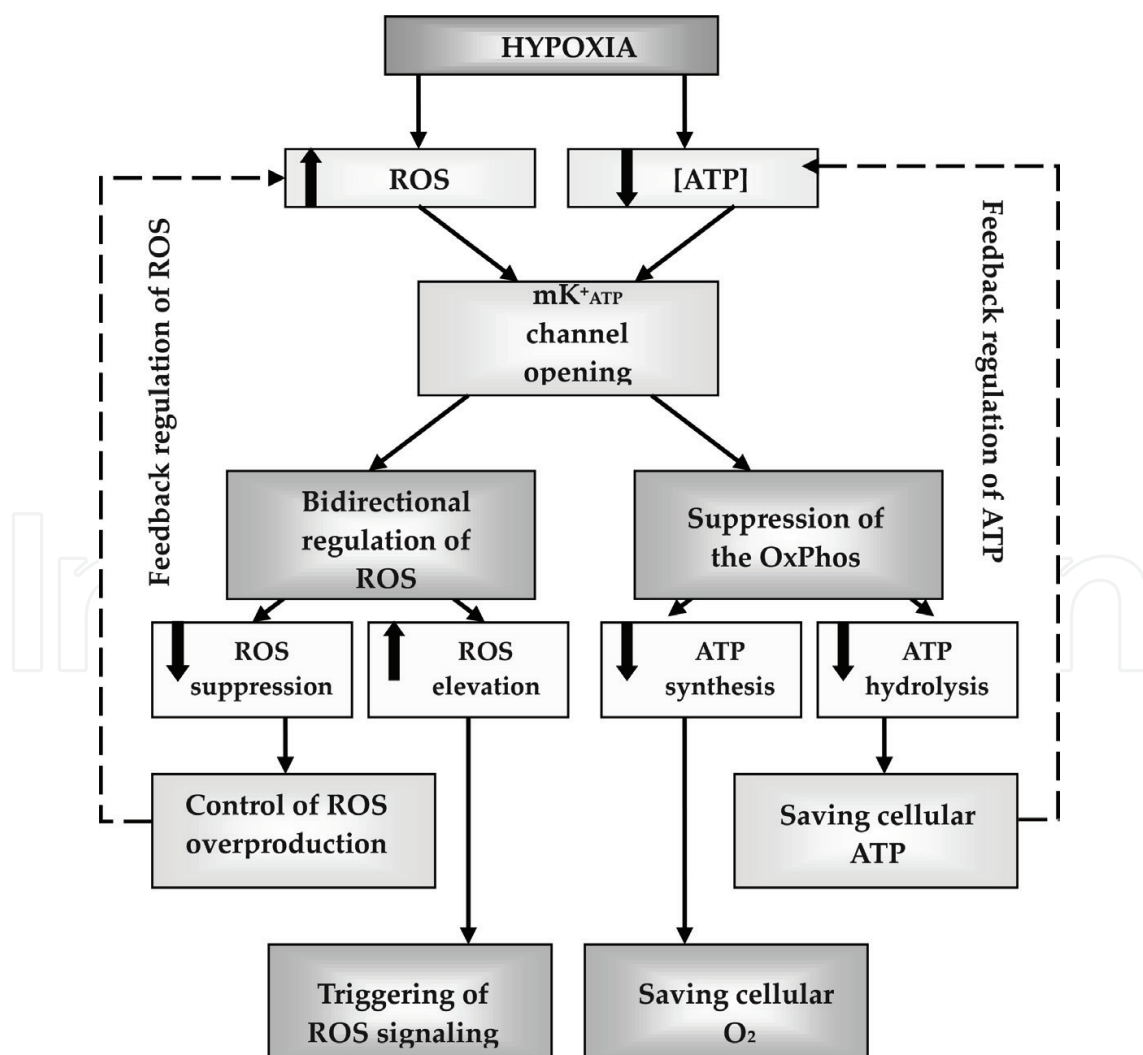 HYPOXIA
ROS
[ATP]
Feedback regulation of ROS
Feedback regulation of ATP
mK⁺ATP
channel
opening
Bidirectional
regulation of
ROS
Suppression of
the OxPhos
ROS
suppression
ROS
elevation
ATP
synthesis
ATP
hydrolysis
Control of ROS
overproduction
Saving cellular
ATP
Triggering of
ROS signaling
Saving cellular
O₂